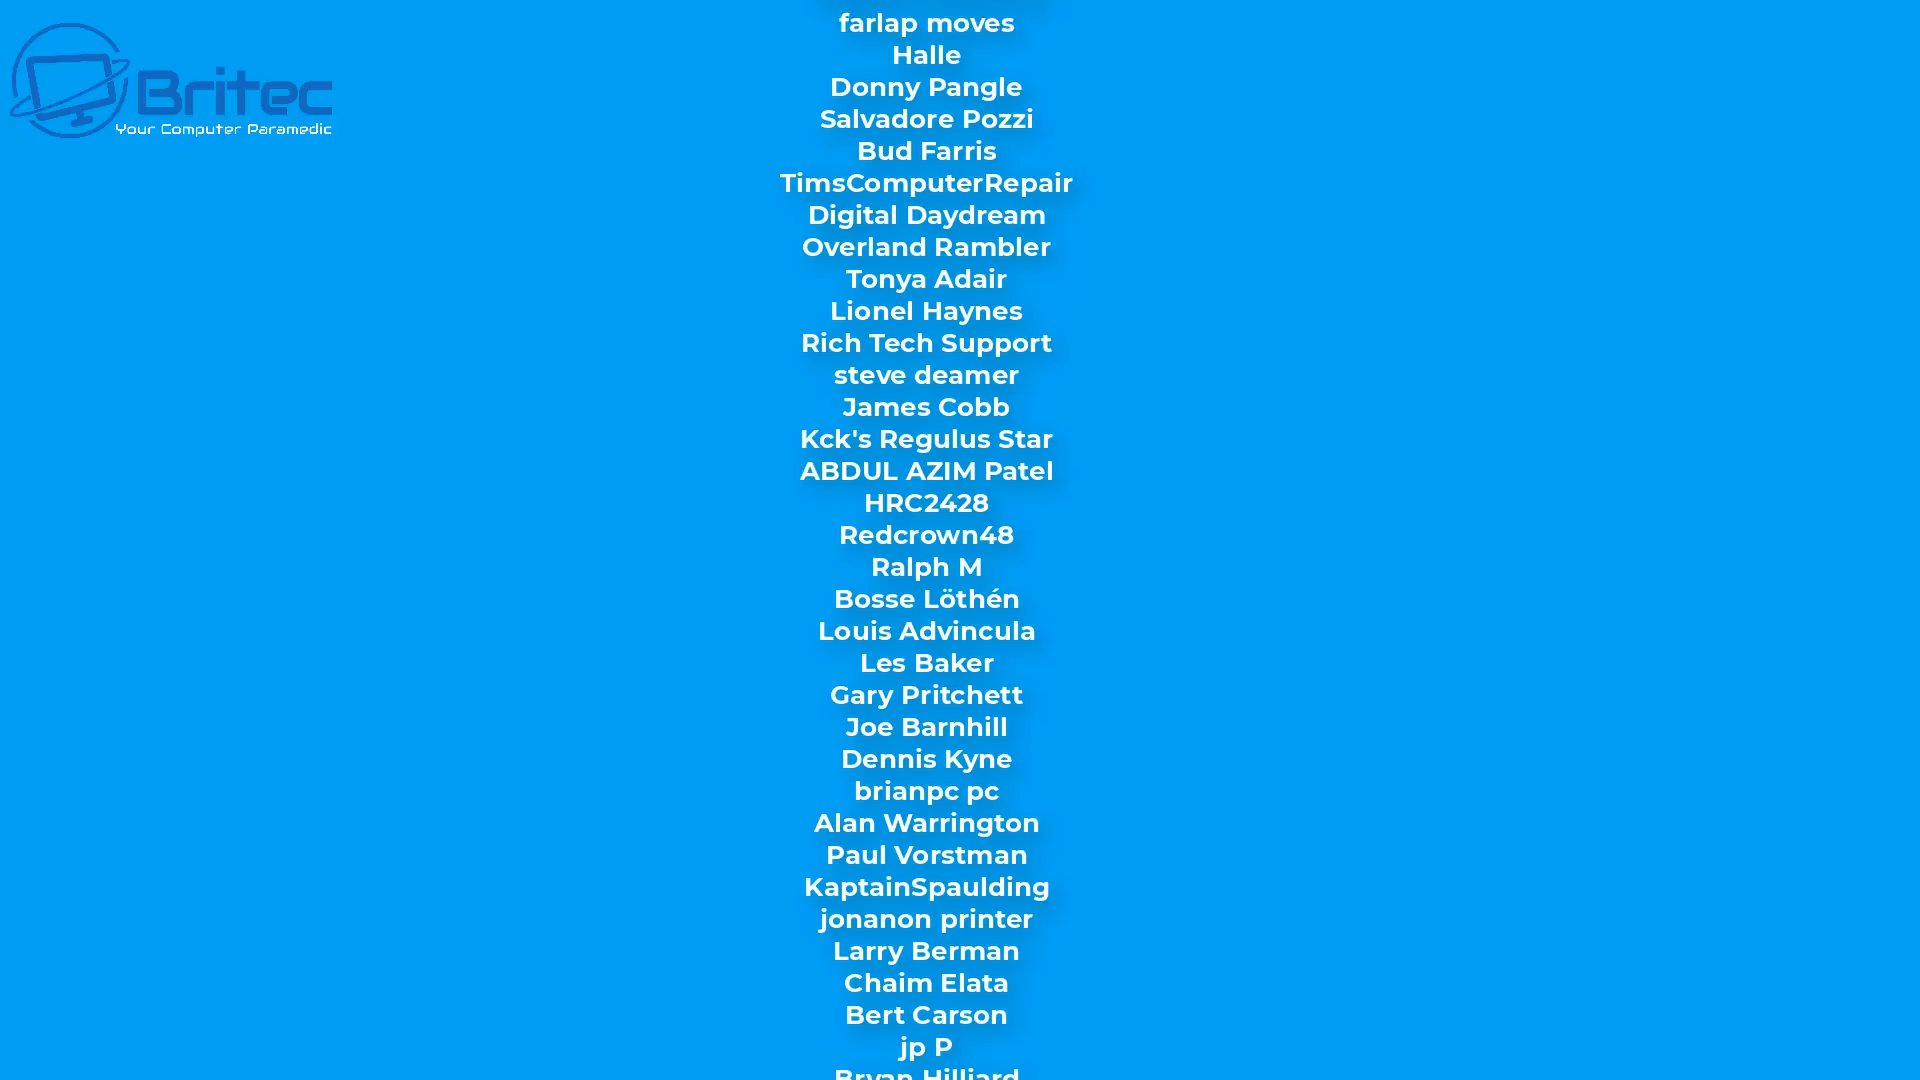 Britec
Your Computer Paramedic
farlap moves
Halle
Donny Pangle
Salvadore Pozzi
Bud Farris
TimsComputerRepair
Digital Daydream
Overland Rambler
Tonya Adair
Lionel Haynes
Rich Tech Support
steve deamer
James Cobb
Kck's Regulus Star
ABDUL AZIM Patel
HRC2428
Redcrown48
Ralph M
Bosse Löthén
Louis Advincula
Les Baker
Gary Pritchett
Joe Barnhill
Dennis Kyne
brianpc pc
Alan Warrington
Paul Vorstman
KaptainSpaulding
jonanon printer
Larry Berman
Chaim Elata
Bert Carson
jp P
Bryan Hilliard